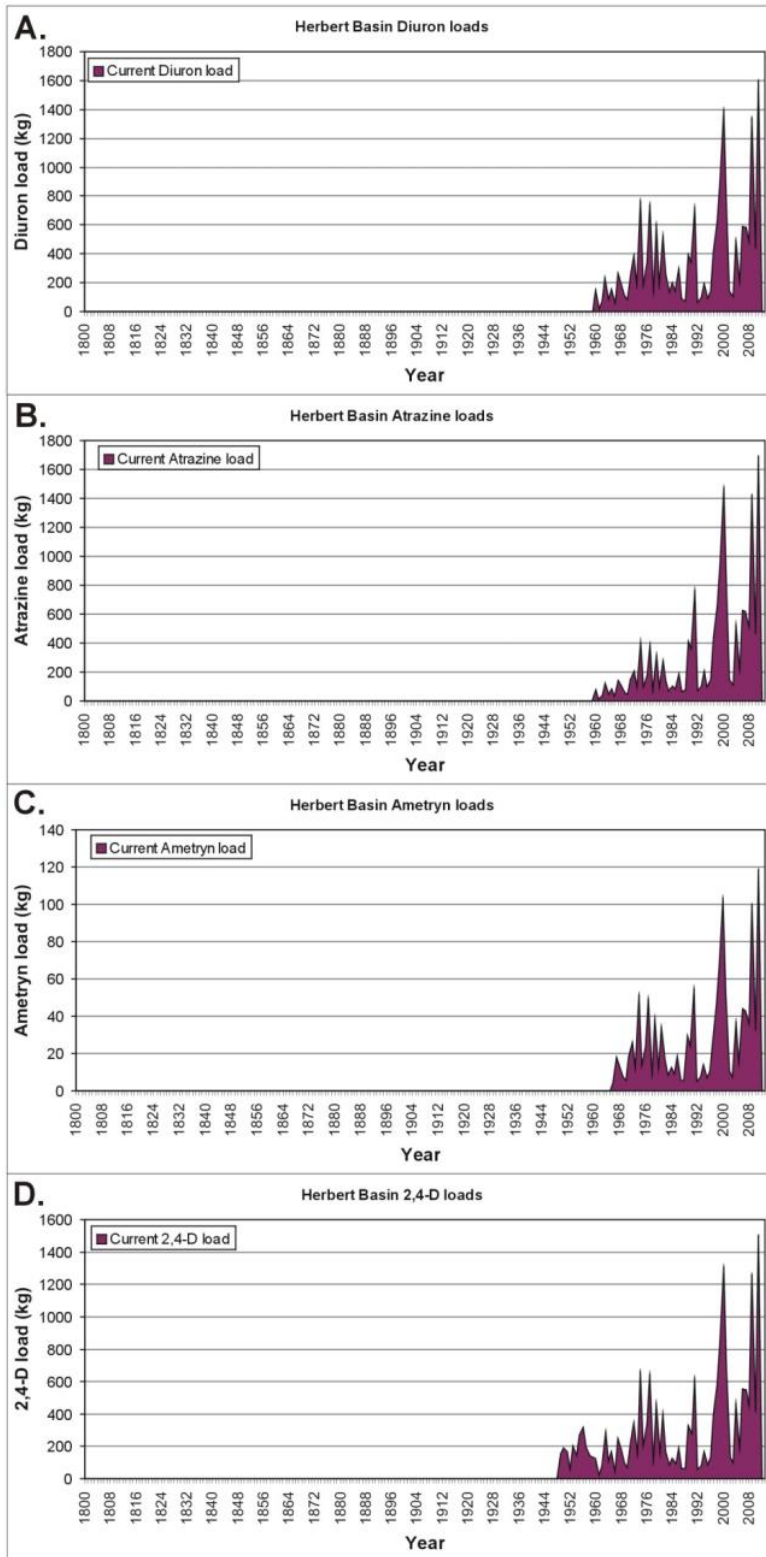 A.
Herbert Basin Diuron loads
Current Diuron load
Diuron load (kg)
1800
1600
1400
1200
1000
800
600
400
200
0
1800 1808 1816 1824 1832 1840 1848 1856 1864 1872 1880 1888 1896 1904 1912 1920 1928 1936 1944 1952 1960 1968 1976 1984 1992 2000 2008
Year
B.
Herbert Basin Atrazine loads
Current Atrazine load
Atrazine load (kg)
1800
1600
1400
1200
1000
800
600
400
200
0
1800 1808 1816 1824 1832 1840 1848 1856 1864 1872 1880 1888 1896 1904 1912 1920 1928 1936 1944 1952 1960 1968 1976 1984 1992 2000 2008
Year
C.
Herbert Basin Ametryn loads
Current Ametryn load
Ametryn load (kg)
140
120
100
80
60
40
20
0
1800 1808 1816 1824 1832 1840 1848 1856 1864 1872 1880 1888 1896 1904 1912 1920 1928 1936 1944 1952 1960 1968 1976 1984 1992 2000 2008
Year
D.
Herbert Basin 2,4-D loads
Current 2,4-D load
2,4-D load (kg)
1600
1400
1200
1000
800
600
400
200
0
1800 1808 1816 1824 1832 1840 1848 1856 1864 1872 1880 1888 1896 1904 1912 1920 1928 1936 1944 1952 1960 1968 1976 1984 1992 2000 2008
Year